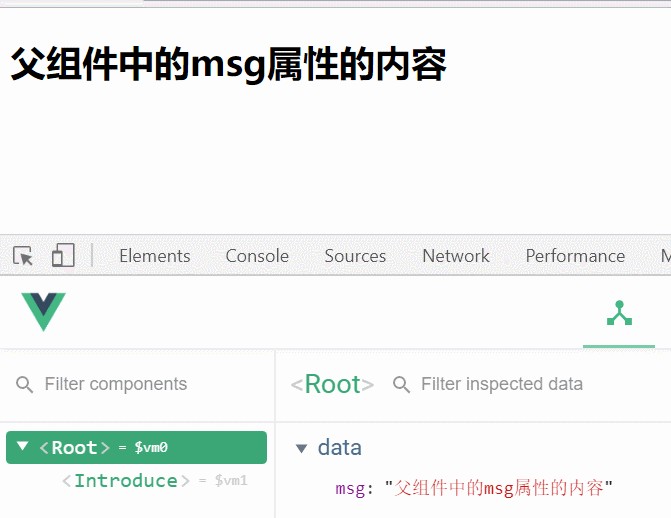 父组件中的msg属性的内容
Elements Console Sources Network Performance
Filter components
<Root> Filter inspected data
<Root> = $vm0
data
<Introduce> = $vm1
msg: "父组件中的msg属性的内容"